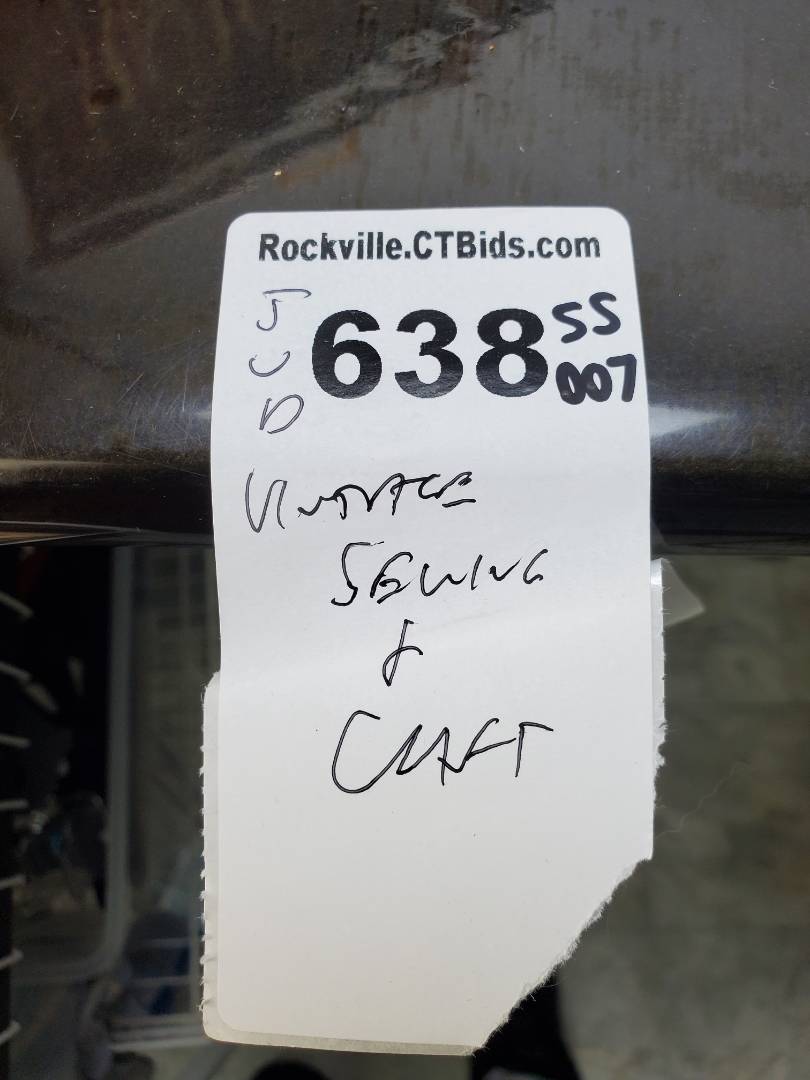 Rockville.CTBids.com
J
C
D
638
SS
007
VINTAGE
SEWING
&
CRAFT